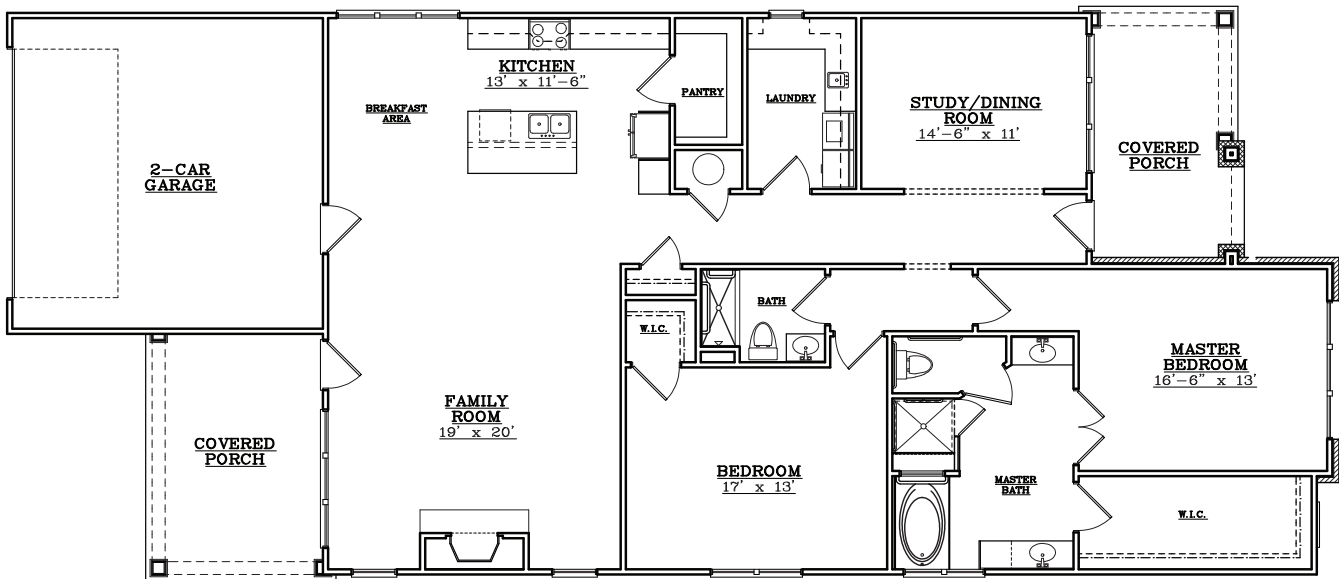 KITCHEN
13' x 11'-6"
BREAKFAST
AREA
PANTRY
LAUNDRY
STUDY/DINING
ROOM
14'-6" x 11'
COVERED
PORCH
2-CAR
GARAGE
W.I.C.
BATH
MASTER
BEDROOM
16'-6" x 13'
FAMILY
ROOM
19' x 20'
COVERED
PORCH
BEDROOM
17' x 13'
MASTER
BATH
W.I.C.